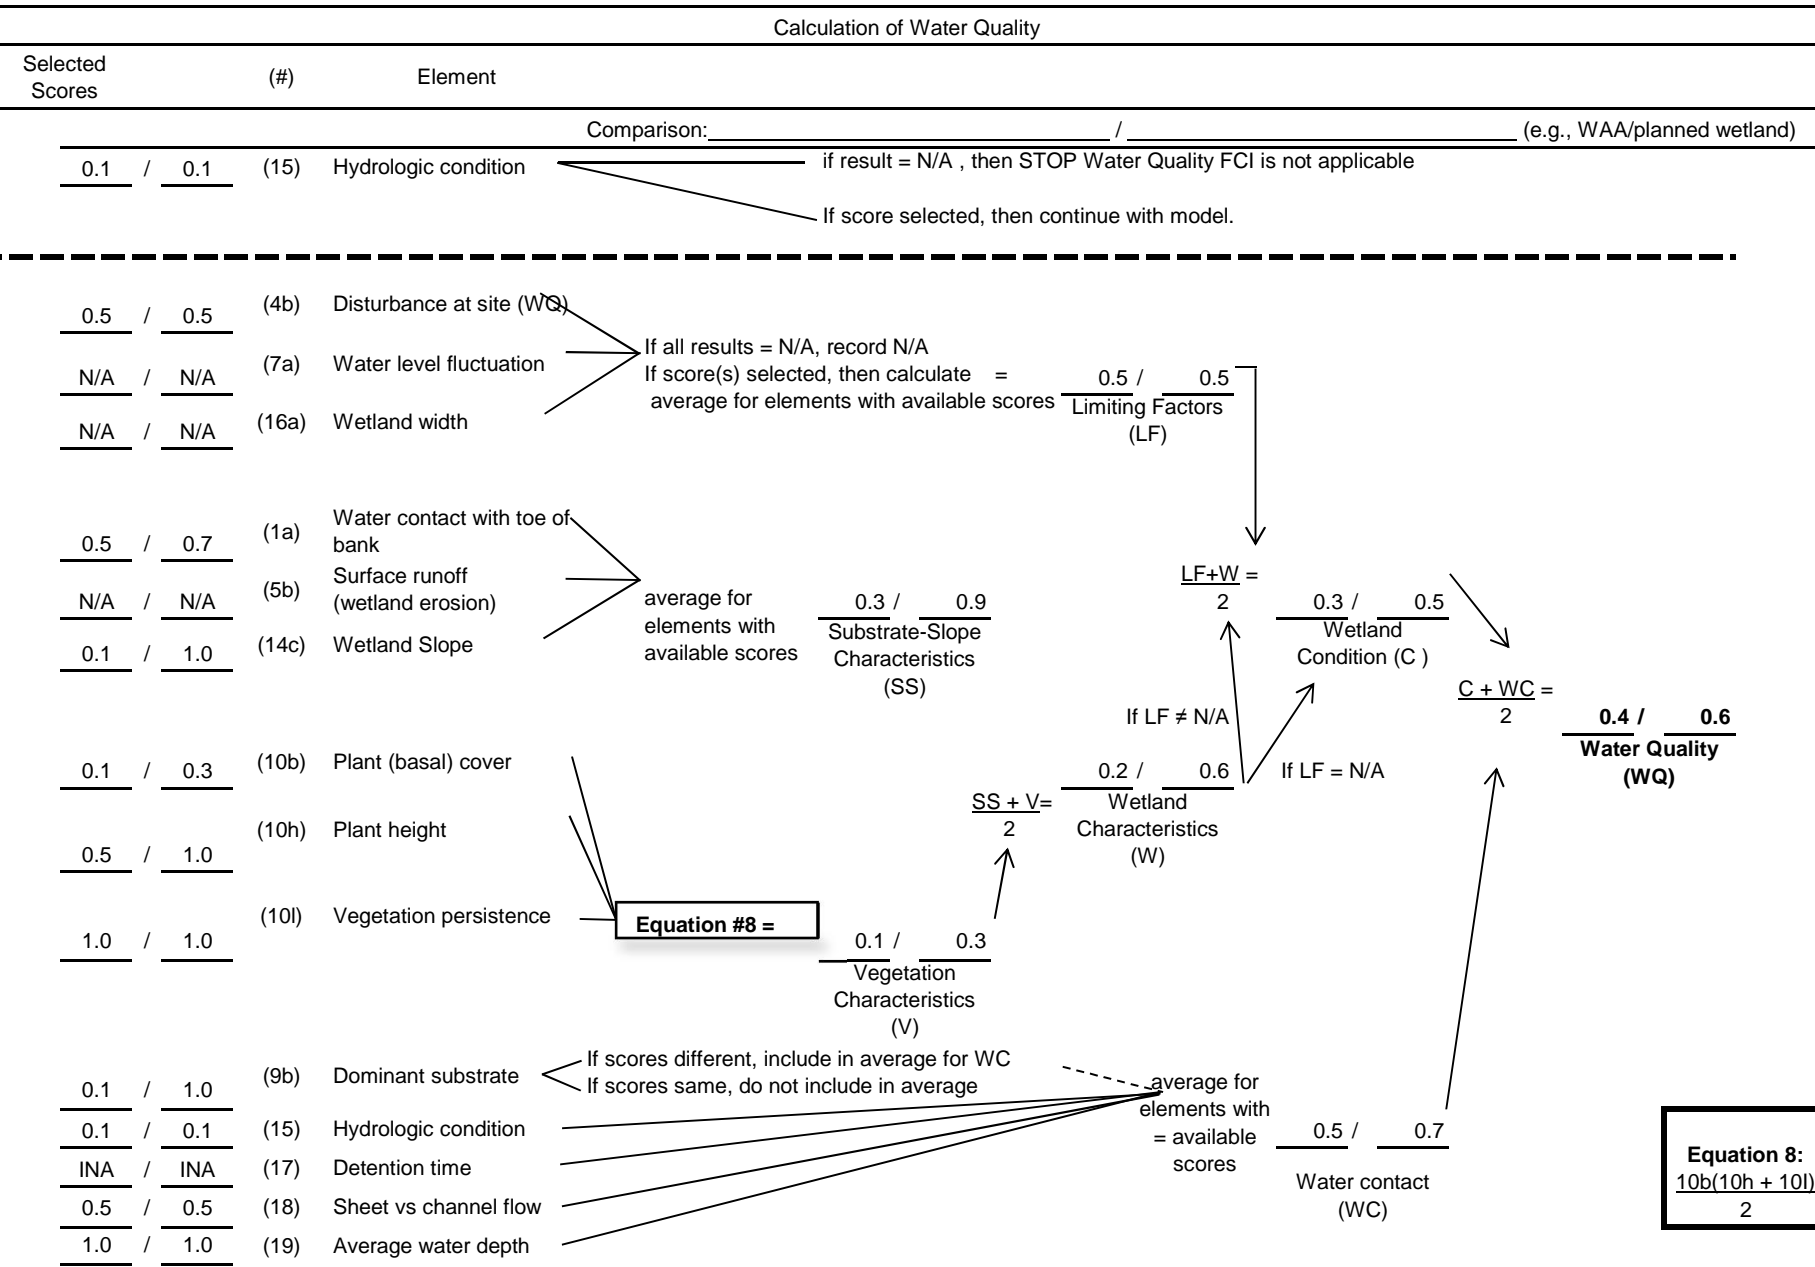 Calculation of Water Quality
Selected
Scores
(#)
Element
Comparison: / (e.g., WAA/planned wetland)
0.1 / 0.1 (15) Hydrologic condition
if result = N/A , then STOP Water Quality FCI is not applicable
If score selected, then continue with model.
0.5 / 0.5 (4b) Disturbance at site (WQ)
N/A / N/A (7a) Water level fluctuation
N/A / N/A (16a) Wetland width
If all results = N/A, record N/A
If score(s) selected, then calculate =
average for elements with available scores
0.5 / 0.5
Limiting Factors
(LF)
0.5 / 0.7 (1a) Water contact with toe of
bank
N/A / N/A (5b) Surface runoff
(wetland erosion)
0.1 / 1.0 (14c) Wetland Slope
average for
elements with
available scores
0.3 / 0.9
Substrate-Slope
Characteristics
(SS)
LF+W =
2
0.3 / 0.5
Wetland
Condition (C )
C + WC =
2
0.4 / 0.6
Water Quality
(WQ)
If LF ≠ N/A
If LF = N/A
0.1 / 0.3 (10b) Plant (basal) cover
0.5 / 1.0 (10h) Plant height
1.0 / 1.0 (10l) Vegetation persistence
SS + V=
2
0.2 / 0.6
Wetland
Characteristics
(W)
Equation #8 =
0.1 / 0.3
Vegetation
Characteristics
(V)
0.1 / 1.0 (9b) Dominant substrate
If scores different, include in average for WC
If scores same, do not include in average
0.1 / 0.1 (15) Hydrologic condition
INA / INA (17) Detention time
0.5 / 0.5 (18) Sheet vs channel flow
1.0 / 1.0 (19) Average water depth
average for
elements with
= available
scores
0.5 / 0.7
Water contact
(WC)
Equation 8:
10b(10h + 10l)
2